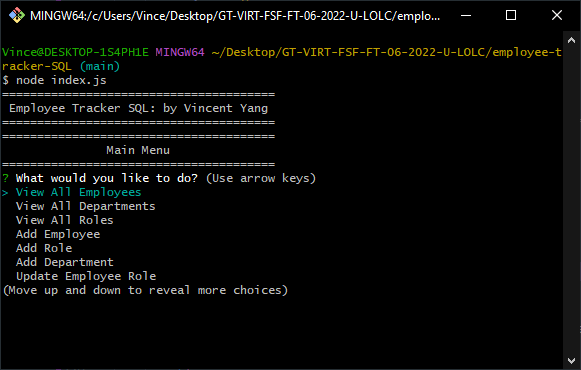 MINGW64:/c/Users/Vince/Desktop/GT-VIRT-FSF-FT-06-2022-U-LOLC/emplo...
Vince@DESKTOP-1S4PH1E MINGW64 ~/Desktop/GT-VIRT-FSF-FT-06-2022-U-LOLC/employee-t
racker-SQL (main)
$ node index.js
=======================================
Employee Tracker SQL: by Vincent Yang
=======================================
=======================================
Main Menu
=======================================
? What would you like to do? (Use arrow keys)
> View All Employees
View All Departments
View All Roles
Add Employee
Add Role
Add Department
Update Employee Role
(Move up and down to reveal more choices)